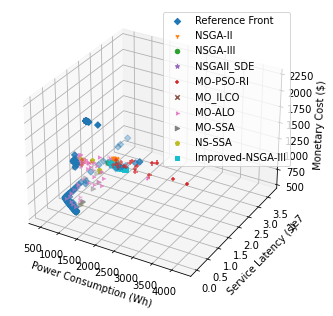 Reference Front
NSGA-II
NSGA-III
NSGAII_SDE
MO-PSO-RI
MO_ILCO
MO-ALO
MO-SSA
NS-SSA
Improved-NSGA-III
2250
2000
1750
1500
1250
1000
750
500
Monetary Cost ($)
500
1000
1500
2000
2500
3000
3500
4000
Power Consumption (Wh)
0.0
0.5
1.0
1.5
2.0
2.5
3.0
3.5
Service Latency (S)